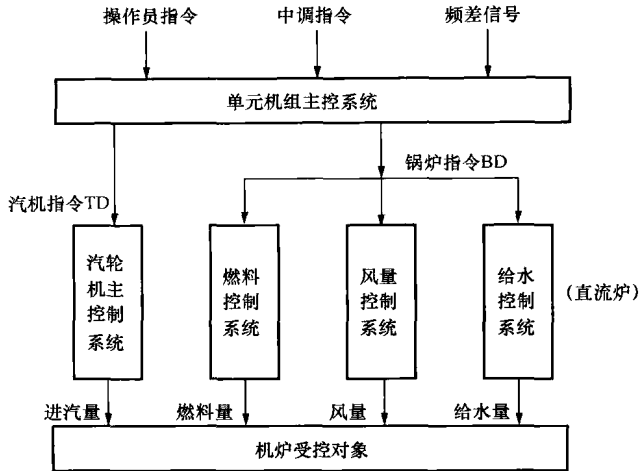 操作员指令
中调指令
频差信号
单元机组主控系统
锅炉指令BD
汽机指令TD
汽轮
机主
控制
系统
燃料
控制
系统
风量
控制
系统
给水
控制
系统
(直流炉)
进汽量
燃料量
风量
给水量
机炉受控对象